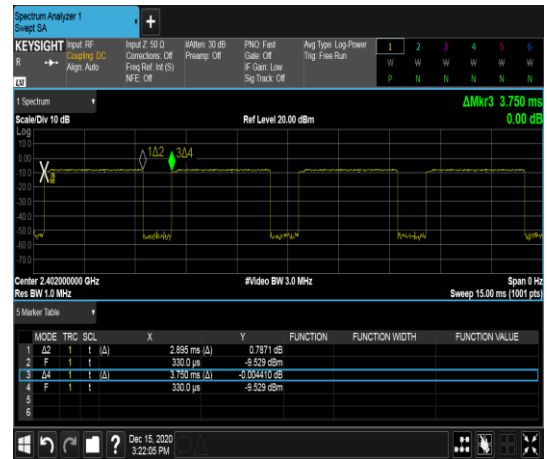 Spectrum Analyzer 1
Swept SA
KEYSIGHT Input: RF
R
Coupling: DC
Align: Auto
LXI
Input Z: 50 Ω
Corrections: Off
Freq Ref: Int (S)
NFE: Off
#Atten: 30 dB
Preamp: Off
PNO: Fast
Gate: Off
IF Gain: Low
Sig Track: Off
Avg Type: Log-Power
Trig: Free Run
1 2 3 4 5 6
W W W W W W
P N N N N N
1 Spectrum
ΔMkr3 3.750 ms
0.00 dB
Scale/Div 10 dB
Ref Level 20.00 dBm
Log
10.0
0.00
-10.0
-20.0
-30.0
-40.0
-50.0
-60.0
-70.0
1Δ2
3Δ4
X
Center 2.402000000 GHz
#Video BW 3.0 MHz
Span 0 Hz
Res BW 1.0 MHz
Sweep 15.00 ms (1001 pts)
5 Marker Table
MODE TRC SCL X Y FUNCTION FUNCTION WIDTH FUNCTION VALUE
1 Δ2 1 t (Δ) 2.895 ms (Δ) 0.7871 dB
2 F 1 t 330.0 µs -9.529 dBm
3 Δ4 1 t (Δ) 3.750 ms (Δ) -0.004410 dB
4 F 1 t 330.0 µs -9.529 dBm
5
6
?
Dec 15, 2020
3:22:05 PM